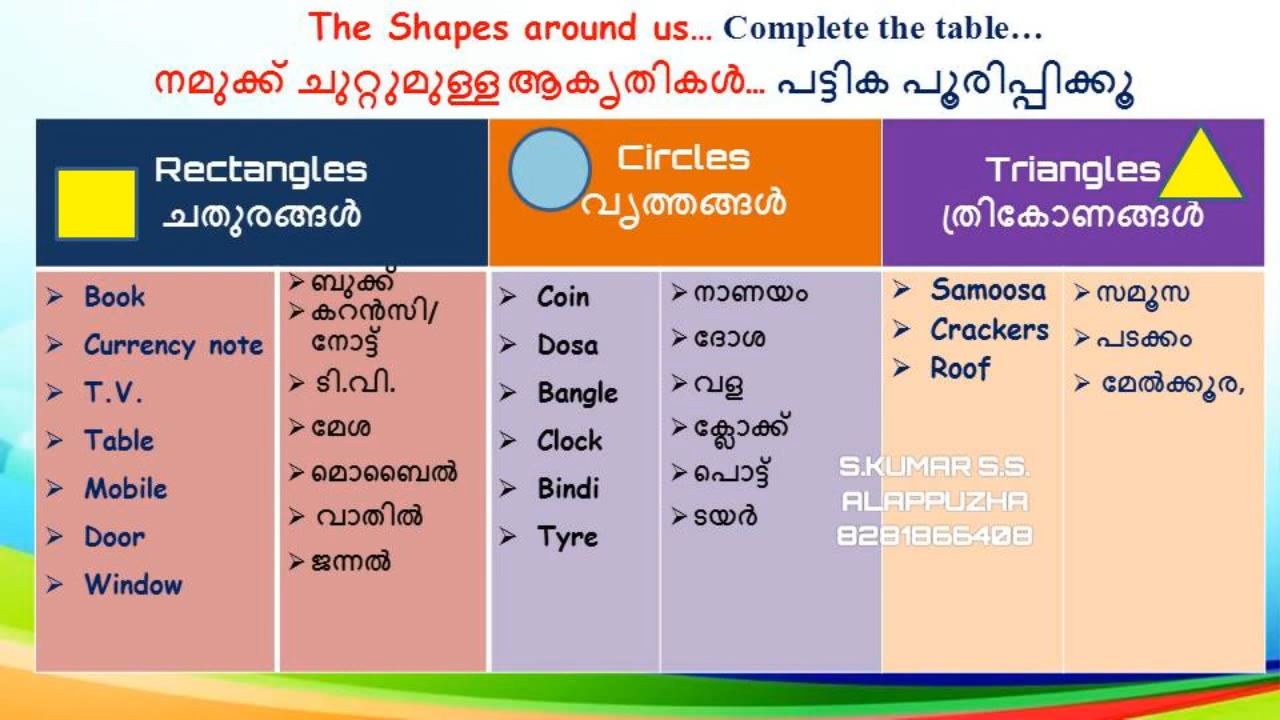 The Shapes around us... Complete the table...
നമുക്ക് ചുറ്റുമുള്ള ആകൃതികൾ... പട്ടിക പൂരിപ്പിക്കൂ
Rectangles
ചതുരങ്ങൾ
Circles
വൃത്തങ്ങൾ
Triangles
ത്രികോണങ്ങൾ
➢ Book
➢ Currency note
➢ T.V.
➢ Table
➢ Mobile
➢ Door
➢ Window
➢ ബുക്ക്
➢ കറൻസി/
നോട്ട്
➢ ടി.വി.
➢ മേശ
➢ മൊബൈൽ
➢ വാതിൽ
➢ ജന്നൽ
➢ Coin
➢ Dosa
➢ Bangle
➢ Clock
➢ Bindi
➢ Tyre
➢ നാണയം
➢ ദോശ
➢ വള
➢ ക്ലോക്ക്
➢ പൊട്ട്
➢ ടയർ
➢ Samoosa
➢ Crackers
➢ Roof
➢ സമൂസ
➢ പടക്കം
➢ മേൽക്കൂര,
S.KUMAR S.S.
ALAPPUZHA
8281866408